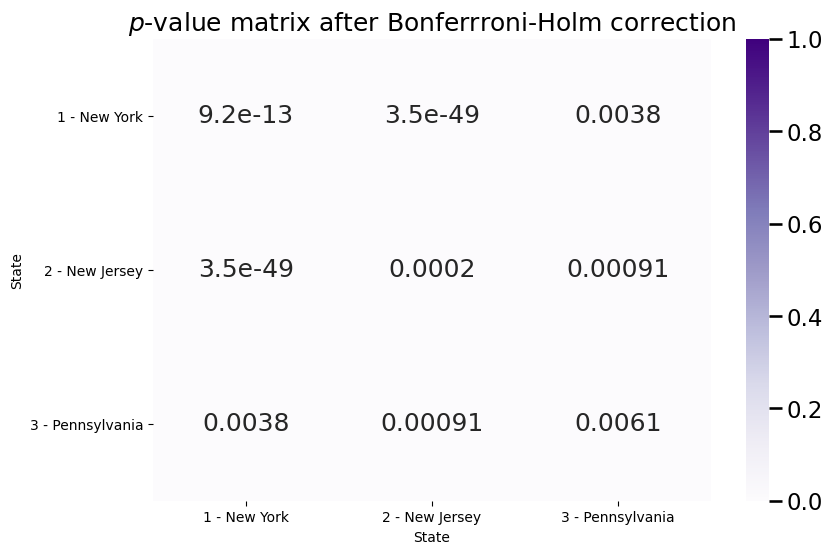 p-value matrix after Bonferrroni-Holm correction
1.0
1 - New York 9.2e-13 3.5e-49 0.0038
0.8
0.6
State
2 - New Jersey 3.5e-49 0.0002 0.00091
0.4
0.2
3 - Pennsylvania 0.0038 0.00091 0.0061
0.0
1 - New York 2 - New Jersey 3 - Pennsylvania
State